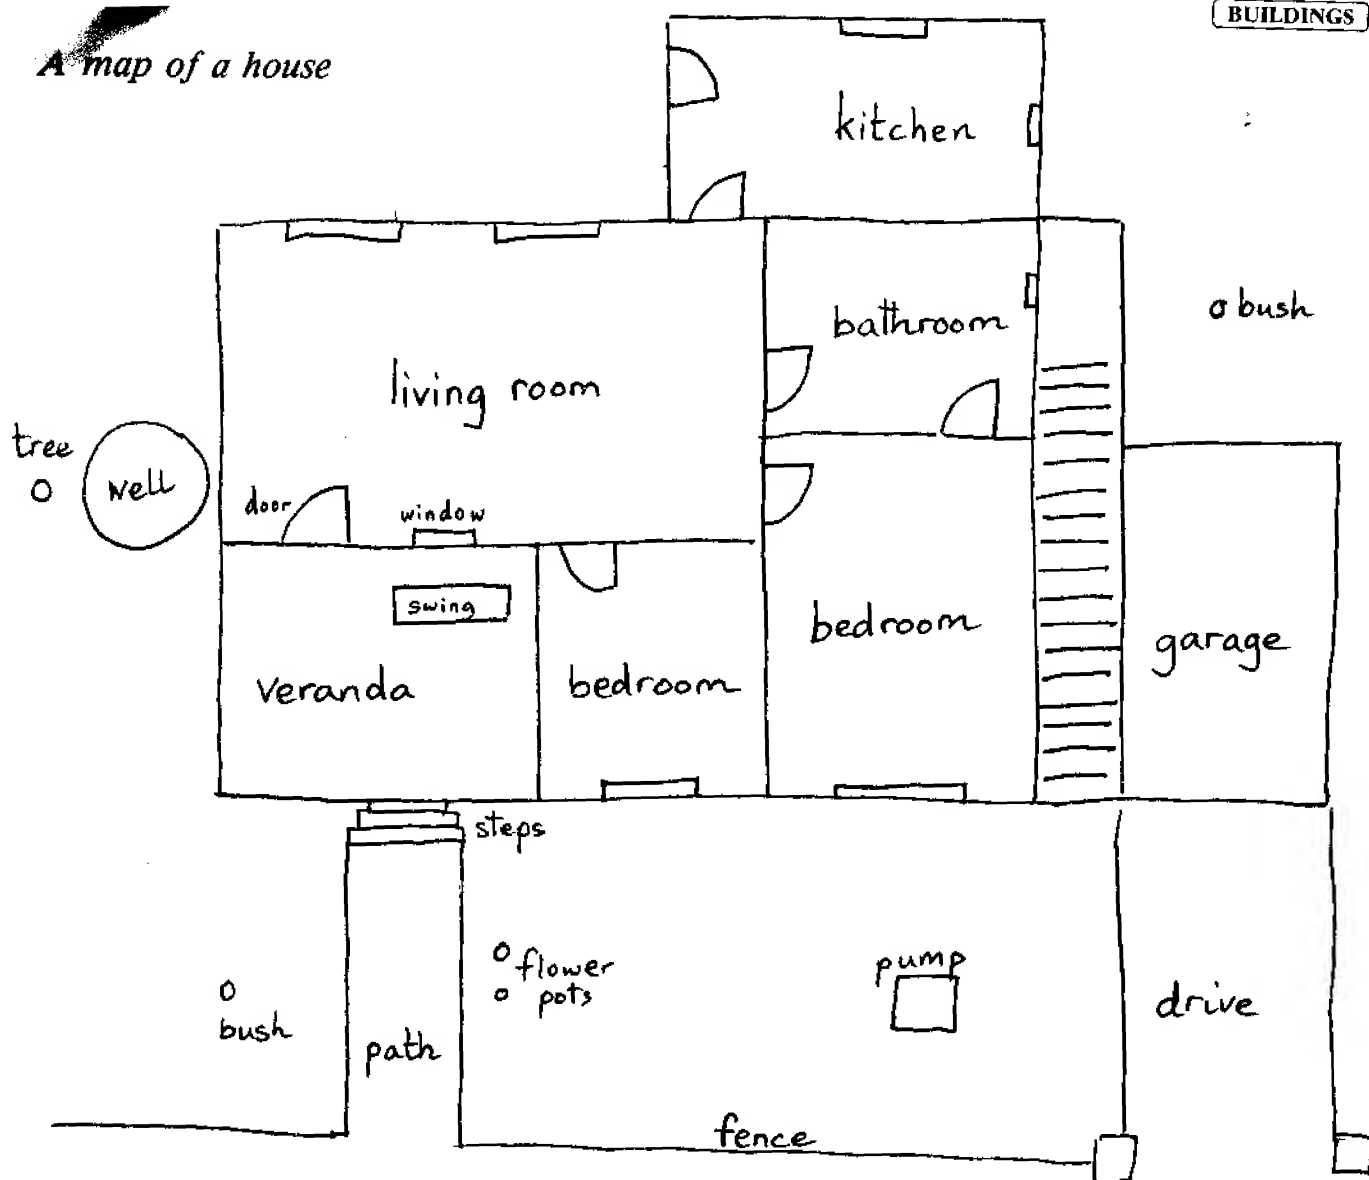 BUILDINGS
A map of a house
kitchen
bathroom
bush
living room
tree
well
door
window
swing
veranda
bedroom
bedroom
garage
steps
flower
pots
pump
bush
path
drive
fence